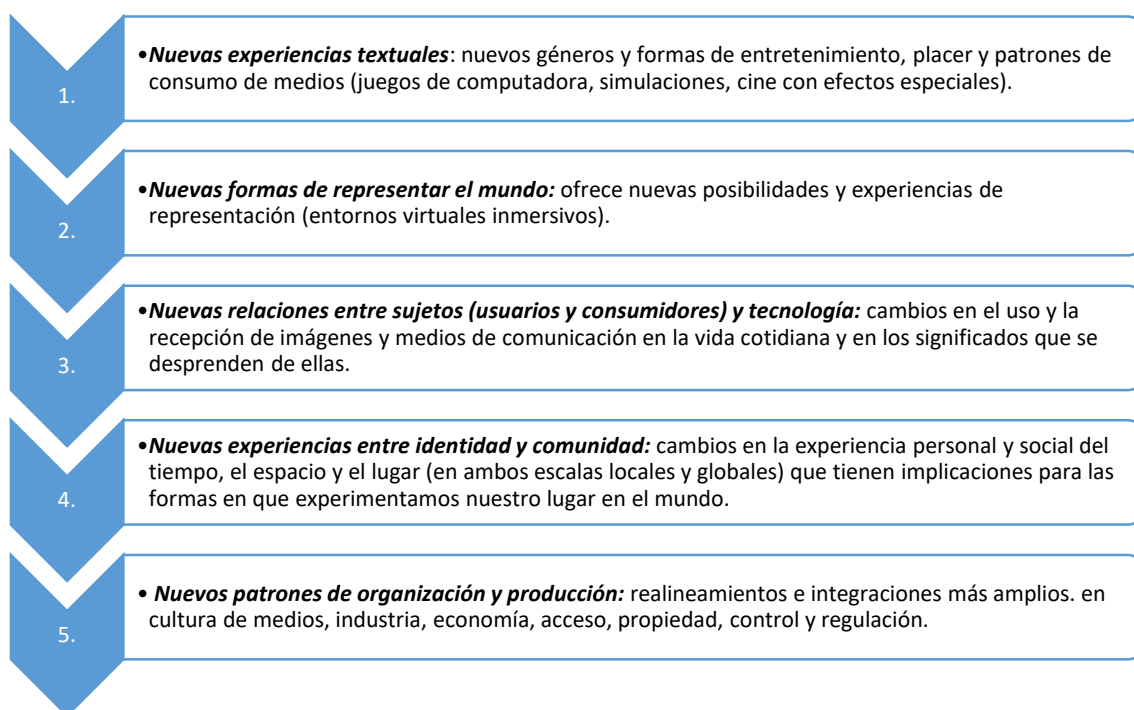 1.
•Nuevas experiencias textuales: nuevos géneros y formas de entretenimiento, placer y patrones de
consumo de medios (juegos de computadora, simulaciones, cine con efectos especiales).
2.
•Nuevas formas de representar el mundo: ofrece nuevas posibilidades y experiencias de
representación (entornos virtuales inmersivos).
3.
•Nuevas relaciones entre sujetos (usuarios y consumidores) y tecnología: cambios en el uso y la
recepción de imágenes y medios de comunicación en la vida cotidiana y en los significados que se
desprenden de ellas.
4.
•Nuevas experiencias entre identidad y comunidad: cambios en la experiencia personal y social del
tiempo, el espacio y el lugar (en ambos escalas locales y globales) que tienen implicaciones para las
formas en que experimentamos nuestro lugar en el mundo.
5.
• Nuevos patrones de organización y producción: realineamientos e integraciones más amplios. en
cultura de medios, industria, economía, acceso, propiedad, control y regulación.